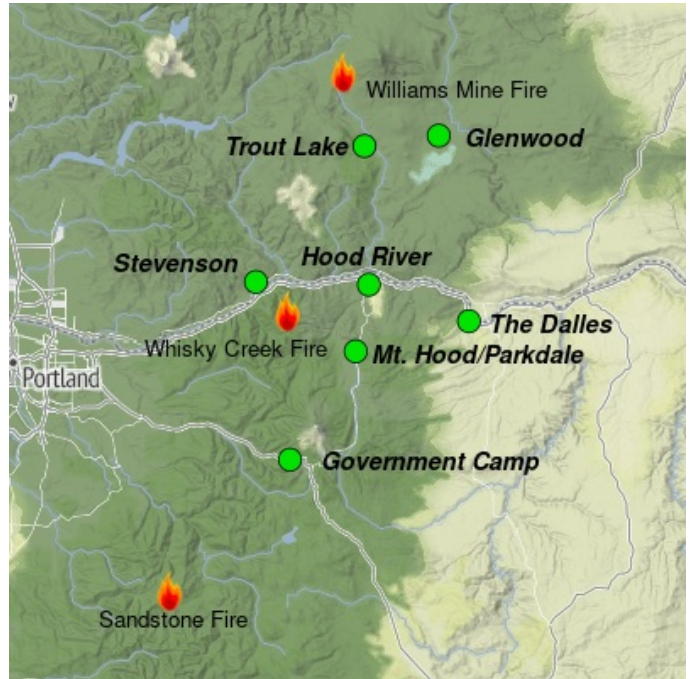 Williams Mine Fire
Trout Lake
Glenwood
Stevenson
Hood River
The Dalles
Whisky Creek Fire
Mt. Hood/Parkdale
Portland
Government Camp
Sandstone Fire